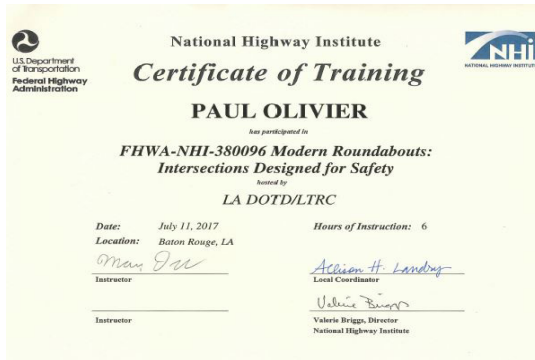 National Highway Institute
U.S. Department
of Transportation
Federal Highway
Administration
NHi
NATIONAL HIGHWAY INSTITUTE
Certificate of Training
PAUL OLIVIER
has participated in
FHWA-NHI-380096 Modern Roundabouts:
Intersections Designed for Safety
hosted by
LA DOTD/LTRC
Date: July 11, 2017
Hours of Instruction: 6
Location: Baton Rouge, LA
Instructor
Allison H. Landry
Local Coordinator
Valerie Briggs
Instructor
Valerie Briggs, Director
National Highway Institute